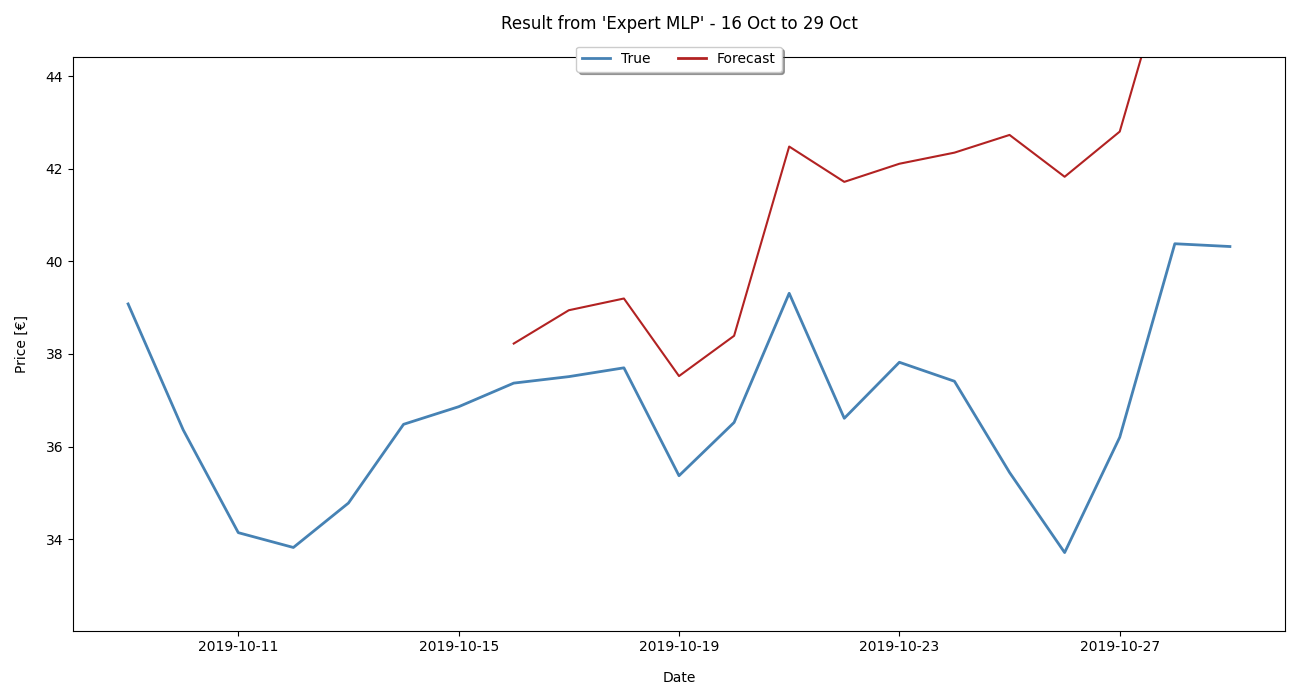 Result from 'Expert MLP' - 16 Oct to 29 Oct
True Forecast
Price [€]
44
42
40
38
36
34
2019-10-11 2019-10-15 2019-10-19 2019-10-23 2019-10-27
Date